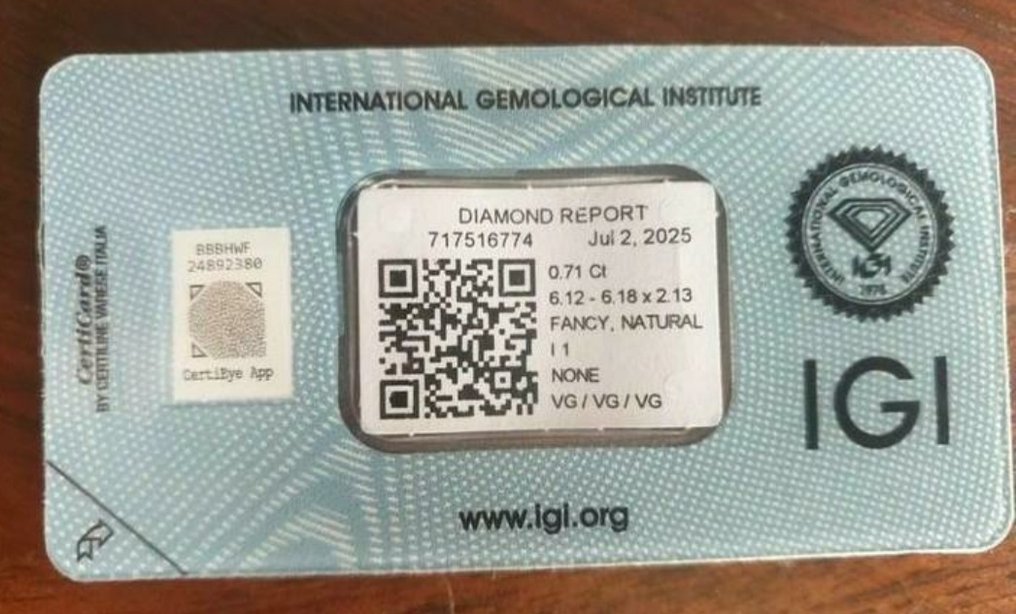 INTERNATIONAL GEMOLOGICAL INSTITUTE
CertiCard®
BY CERTILINE VARESE ITALIA
BBBHWF
24892380
CertiEye App
DIAMOND REPORT
717516774 Jul 2, 2025
0.71 Ct
6.12 - 6.18 x 2.13
FANCY, NATURAL
I 1
NONE
VG / VG / VG
INTERNATIONAL GEMOLOGICAL INSTITUTE
IGI
1975
IGI
www.igi.org